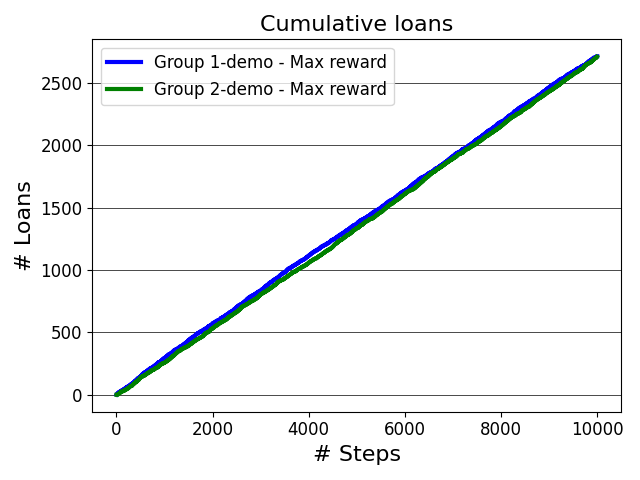 Cumulative loans
Group 1-demo - Max reward
Group 2-demo - Max reward
# Loans
2500
2000
1500
1000
500
0
0 2000 4000 6000 8000 10000
# Steps